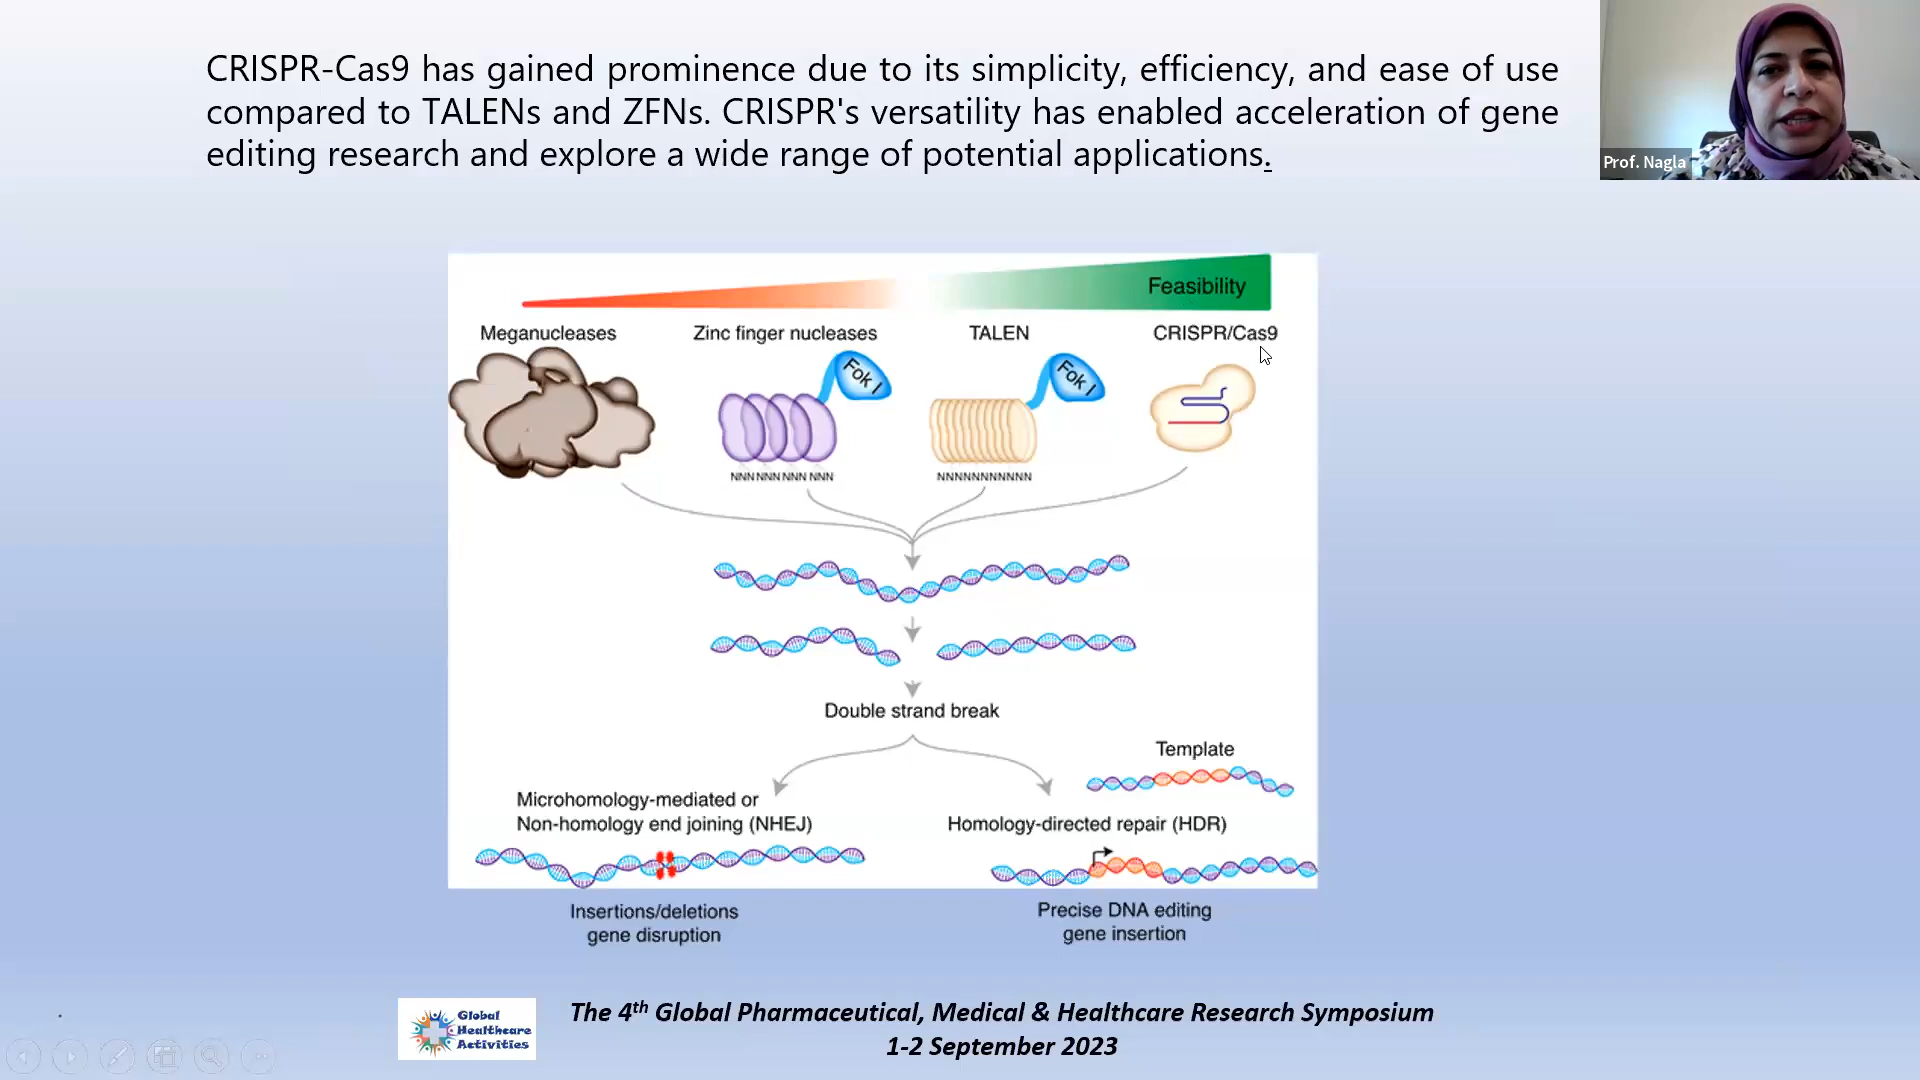 CRISPR-Cas9 has gained prominence due to its simplicity, efficiency, and ease of use
compared to TALENs and ZFNs. CRISPR's versatility has enabled acceleration of gene
editing research and explore a wide range of potential applications.
Prof. Nagla
Feasibility
Meganucleases
Zinc finger nucleases
TALEN
CRISPR/Cas9
Fok I
Fok I
NNN NNN NNN NNN
NNNNNNNNNNN
Double strand break
Template
Microhomology-mediated or
Non-homology end joining (NHEJ)
Homology-directed repair (HDR)
Insertions/deletions
gene disruption
Precise DNA editing
gene insertion
Global
Healthcare
Activities
The 4th Global Pharmaceutical, Medical & Healthcare Research Symposium
1-2 September 2023